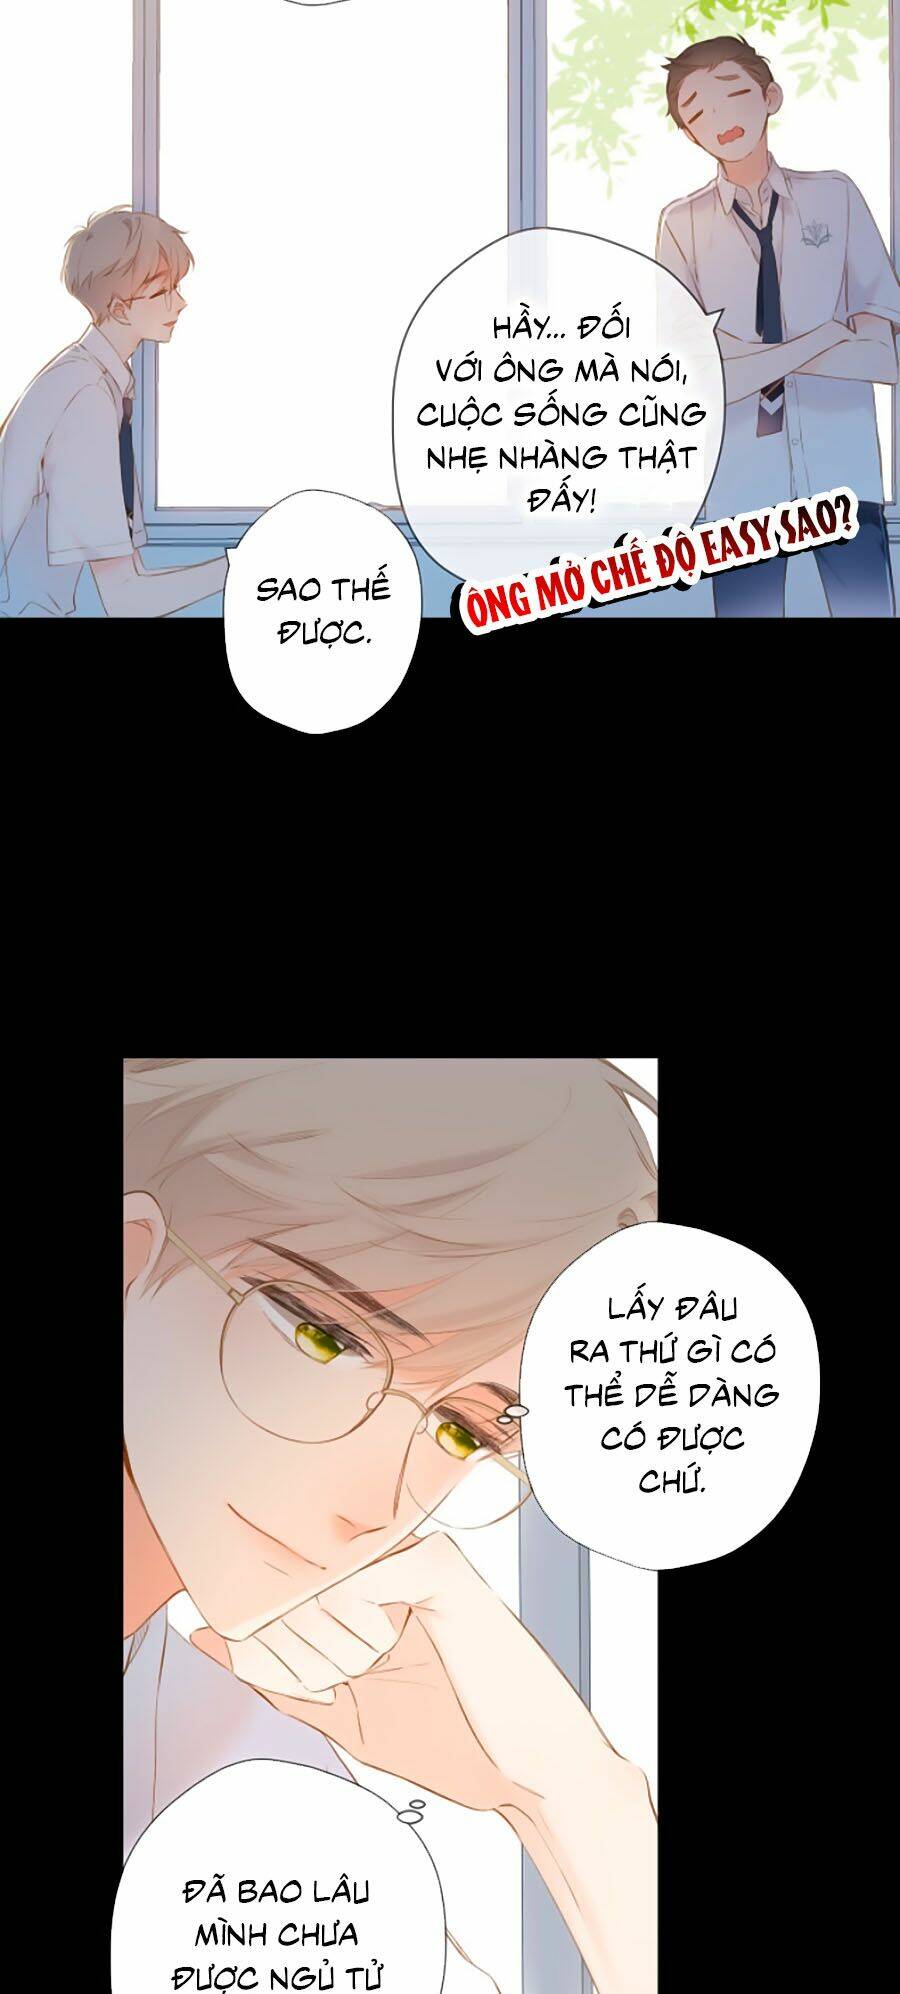 HẦY... ĐỐI
VỚI ÔNG MÀ NÓI,
CUỘC SỐNG CŨNG
NHẸ NHÀNG THẬT
ĐẤY!
ÔNG MỞ CHẾ ĐỘ EASY SAO?
SAO THẾ
ĐƯỢC.
LẤY ĐÂU
RA THỨ GÌ CÓ
THỂ DỄ DÀNG
CÓ ĐƯỢC
CHỨ.
ĐÃ BAO LÂU
MÌNH CHƯA
ĐƯỢC NGỦ TỬ